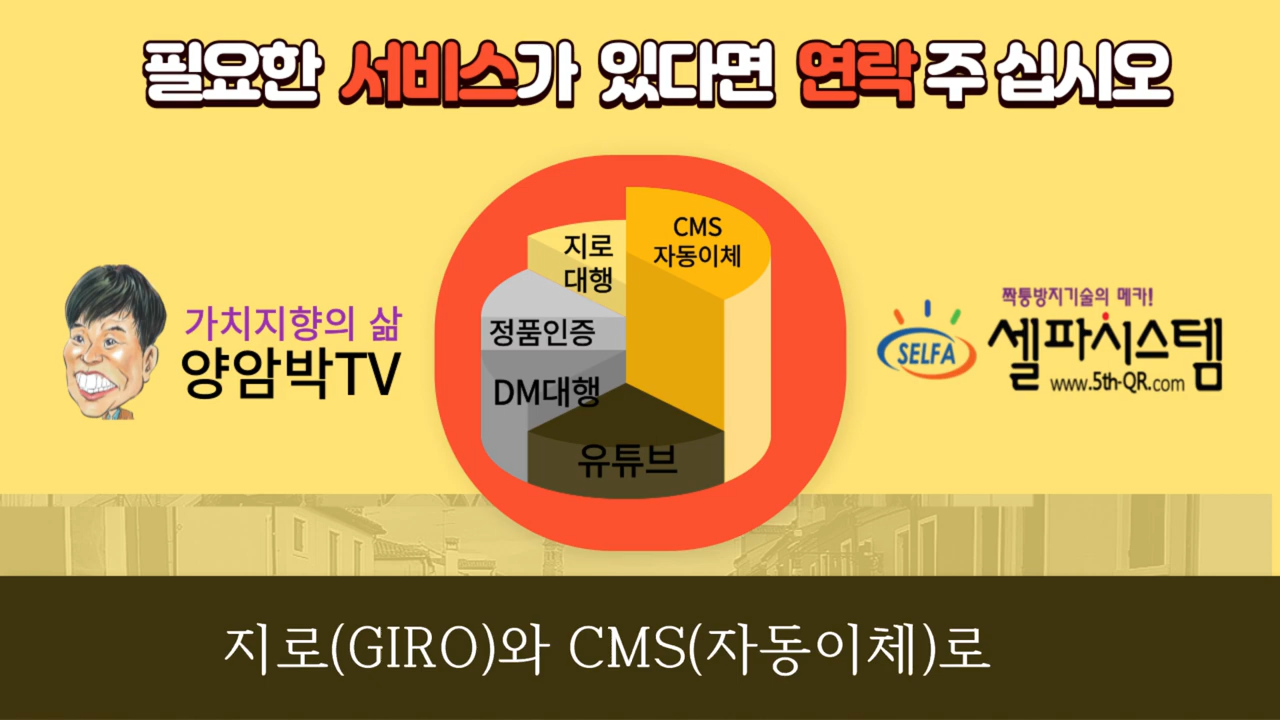 필요한 서비스가 있다면 연락 주 십시오
CMS
자동이체
지로
대행
정품인증
DM대행
유튜브
가치지향의 삶
양암박TV
짝퉁방지기술의 메카!
SELFA
셀파시스템
www.5th-QR.com
지로(GIRO)와 CMS(자동이체)로